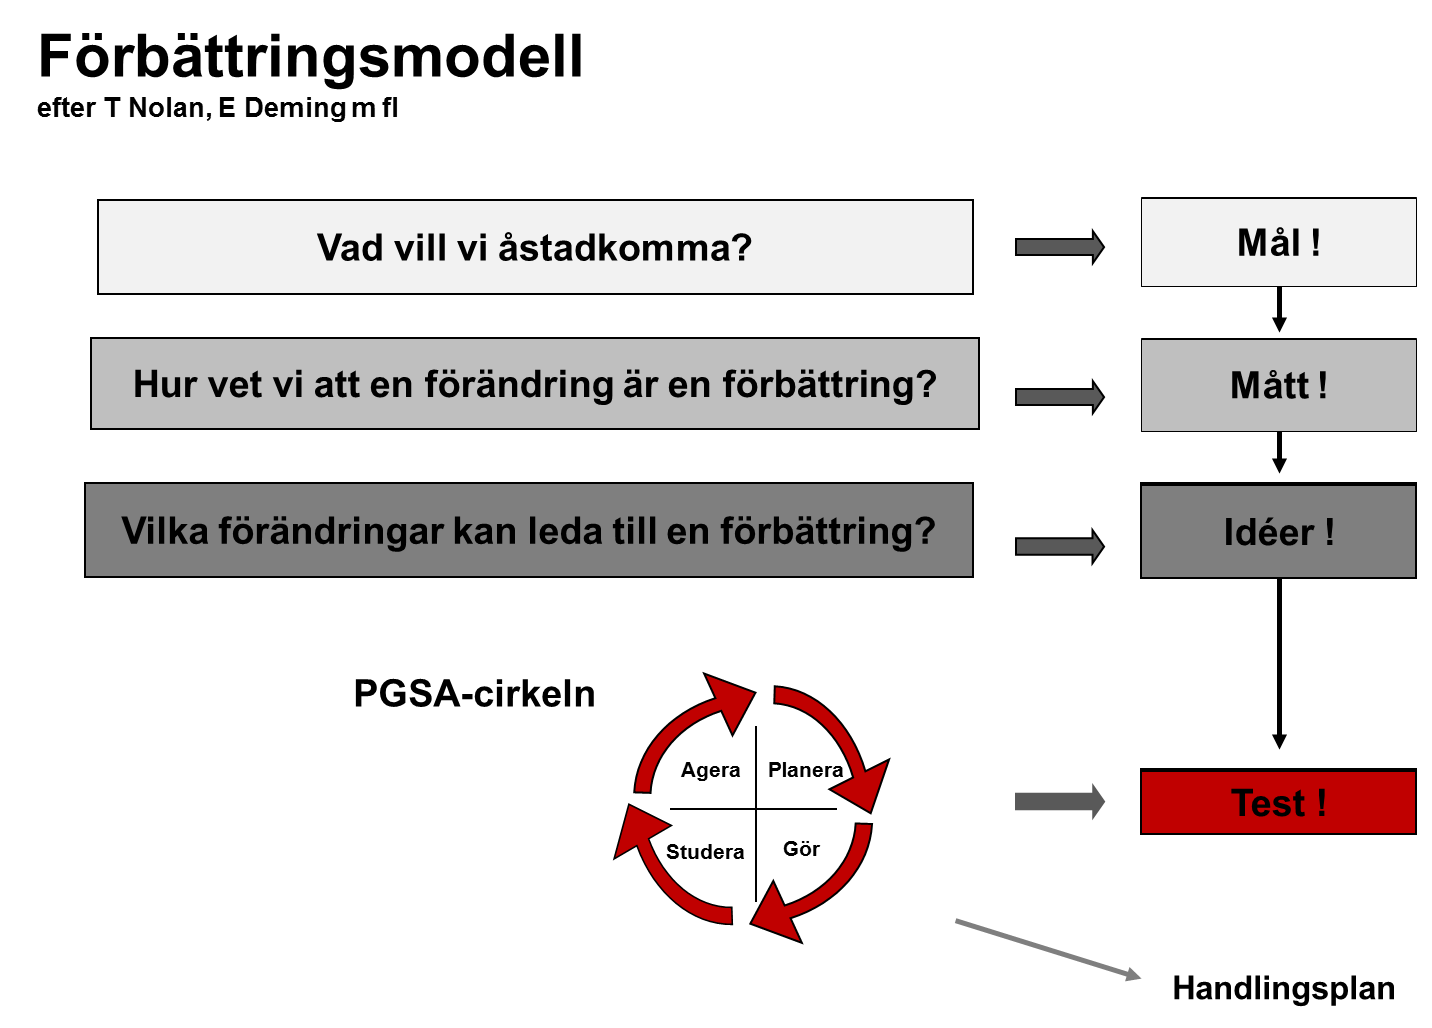 Förbättringsmodell
efter T Nolan, E Deming m fl
Vad vill vi åstadkomma?
Mål !
Hur vet vi att en förändring är en förbättring?
Mått !
Vilka förändringar kan leda till en förbättring?
Idéer !
PGSA-cirkeln
Agera
Planera
Studera
Gör
Test !
Handlingsplan